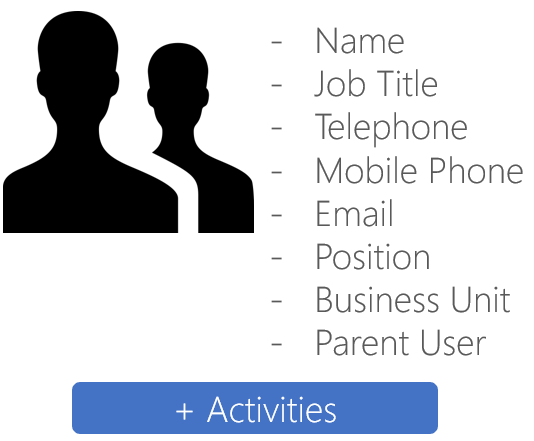 - Name
- Job Title
- Telephone
- Mobile Phone
- Email
- Position
- Business Unit
- Parent User
+ Activities